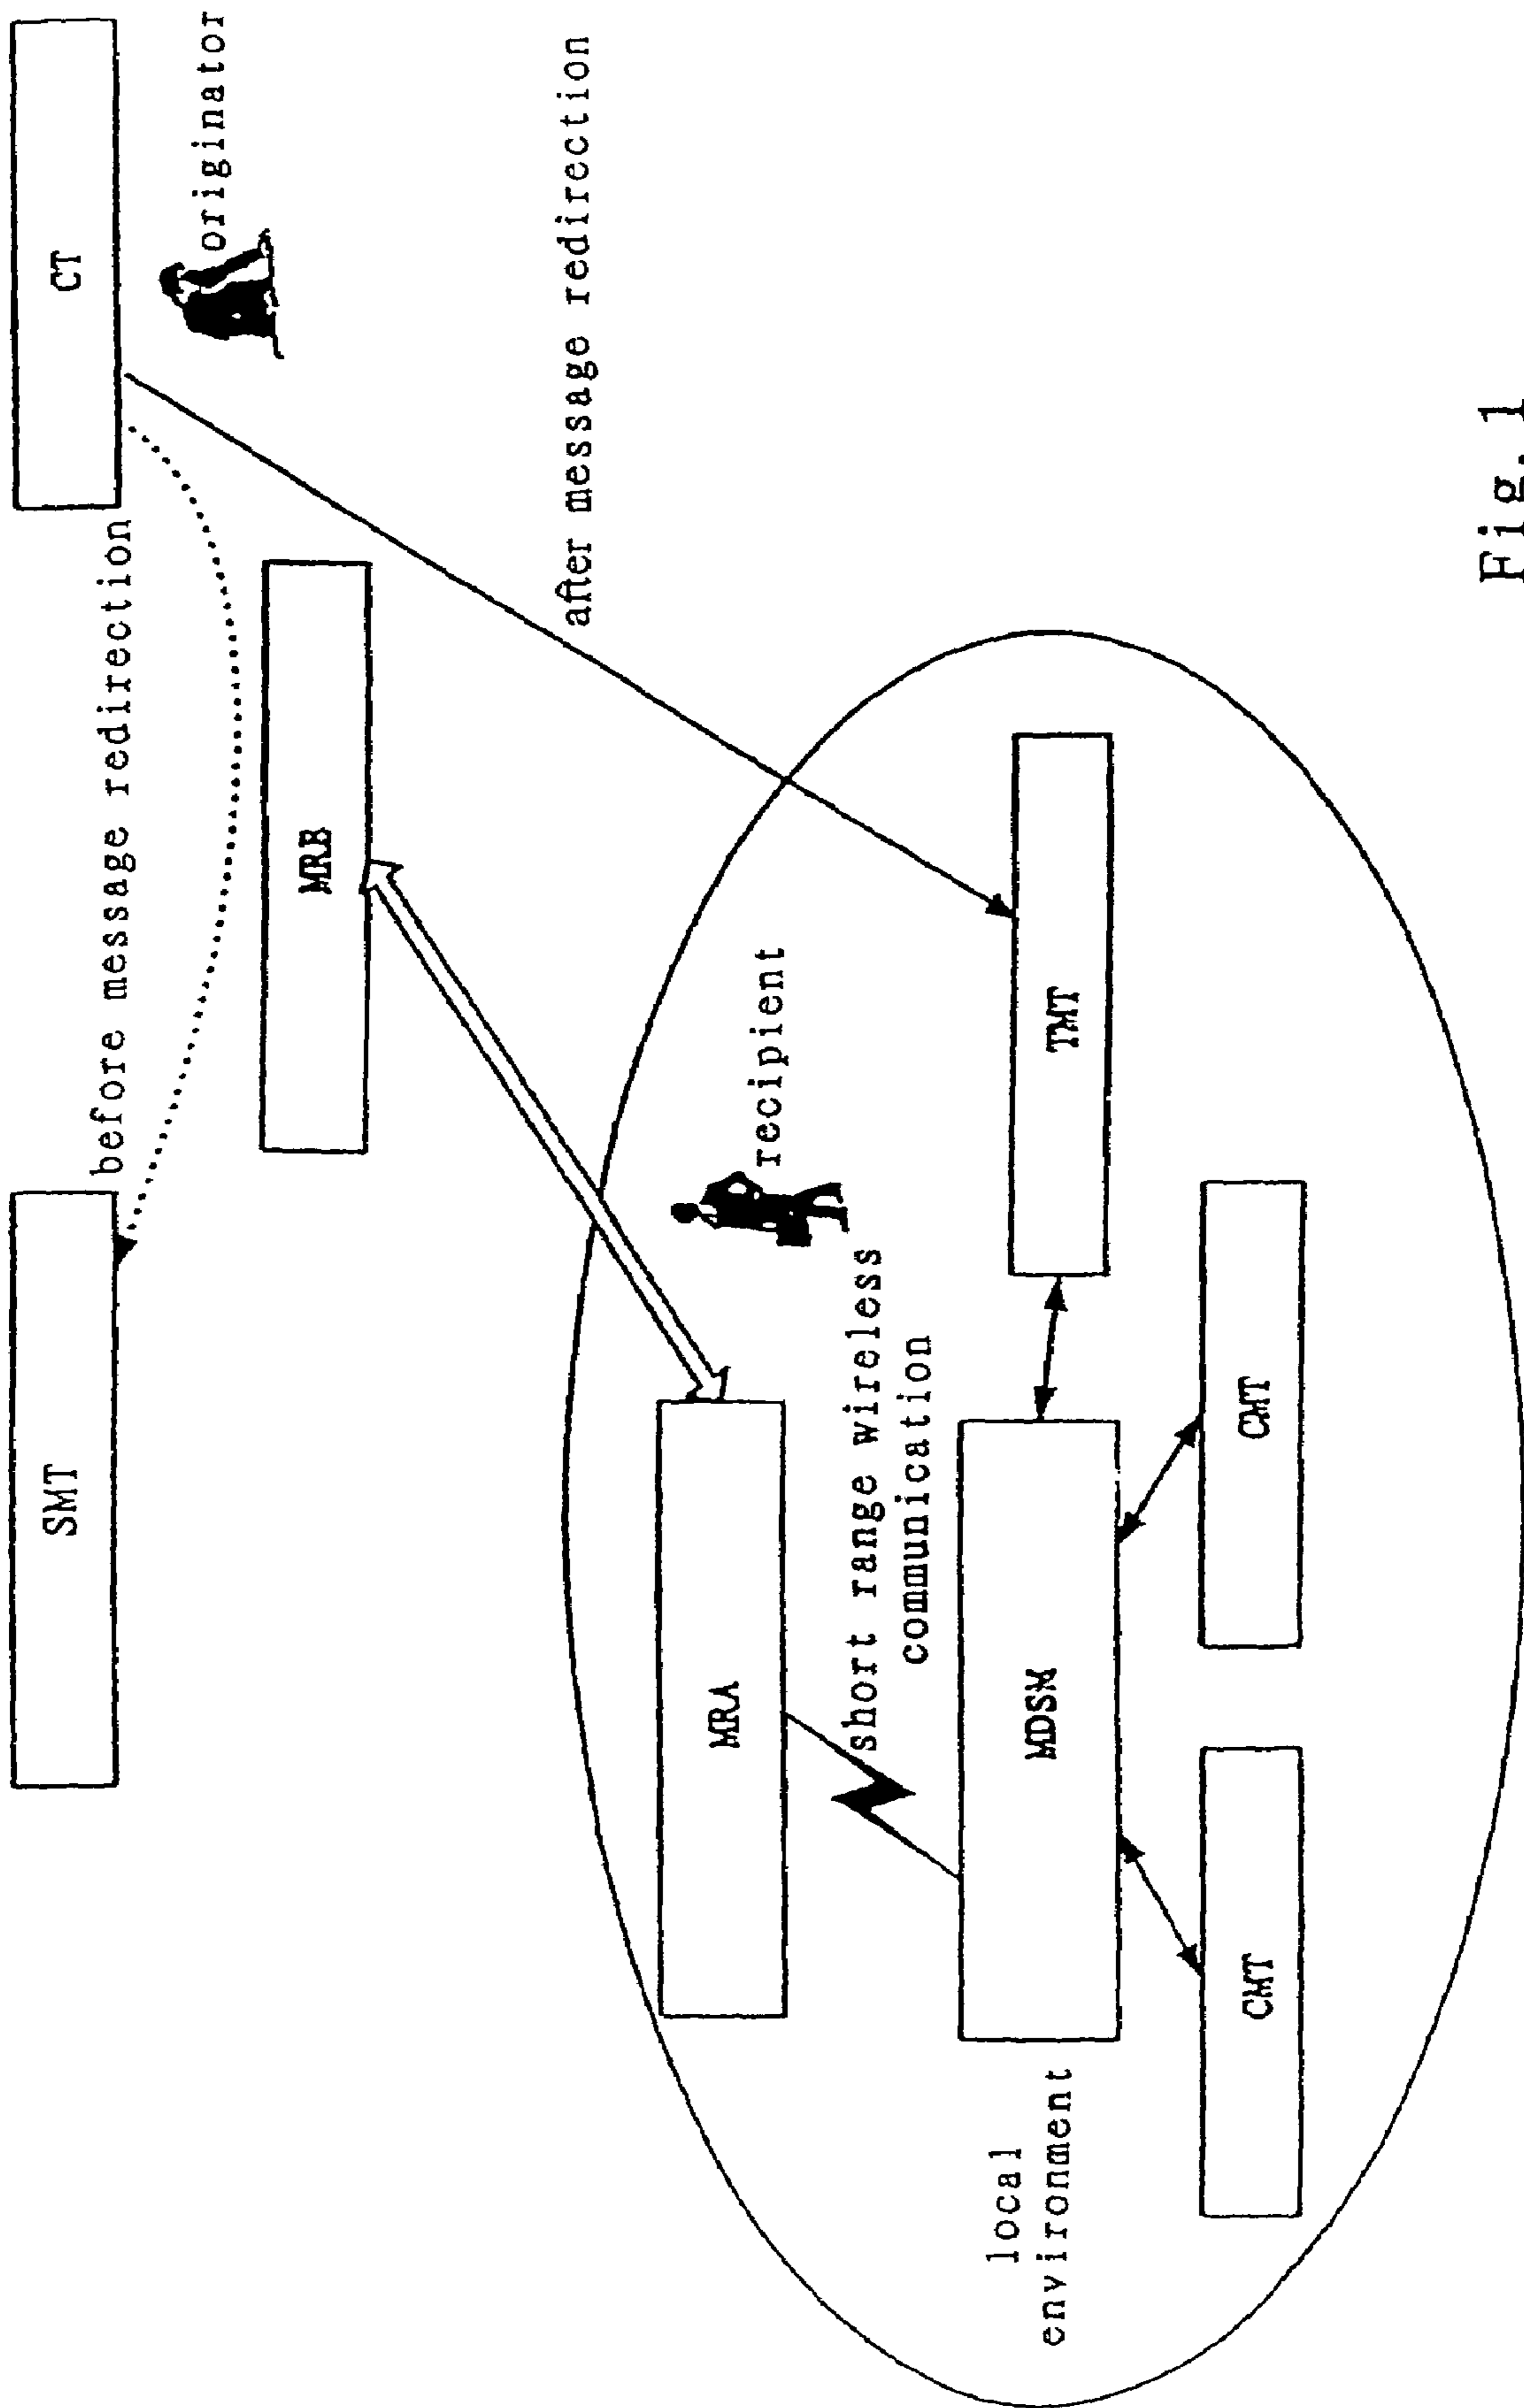 SMT
CT
before message redirection
originator
MRB
after message redirection
MRA
recipient
short range wireless
communication
local
environment
MDSM
TMT
CMT
CMT
Fig. 1